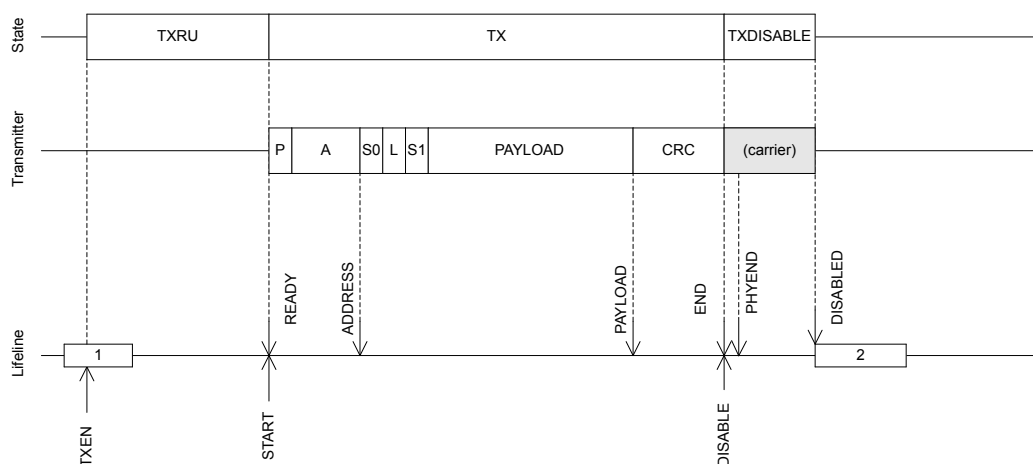 State
TXRU
TX
TXDISABLE
Transmitter
P
A
S0
L
S1
PAYLOAD
CRC
(carrier)
READY
ADDRESS
PAYLOAD
END
PHYEND
DISABLED
Lifeline
1
2
TXEN
START
DISABLE